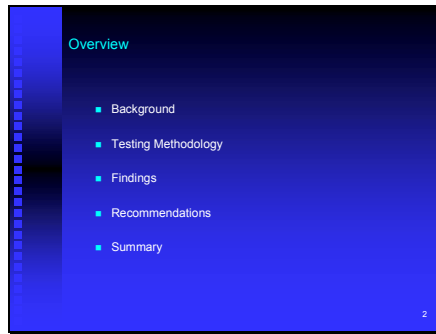 Overview
Background
Testing Methodology
Findings
Recommendations
Summary
2